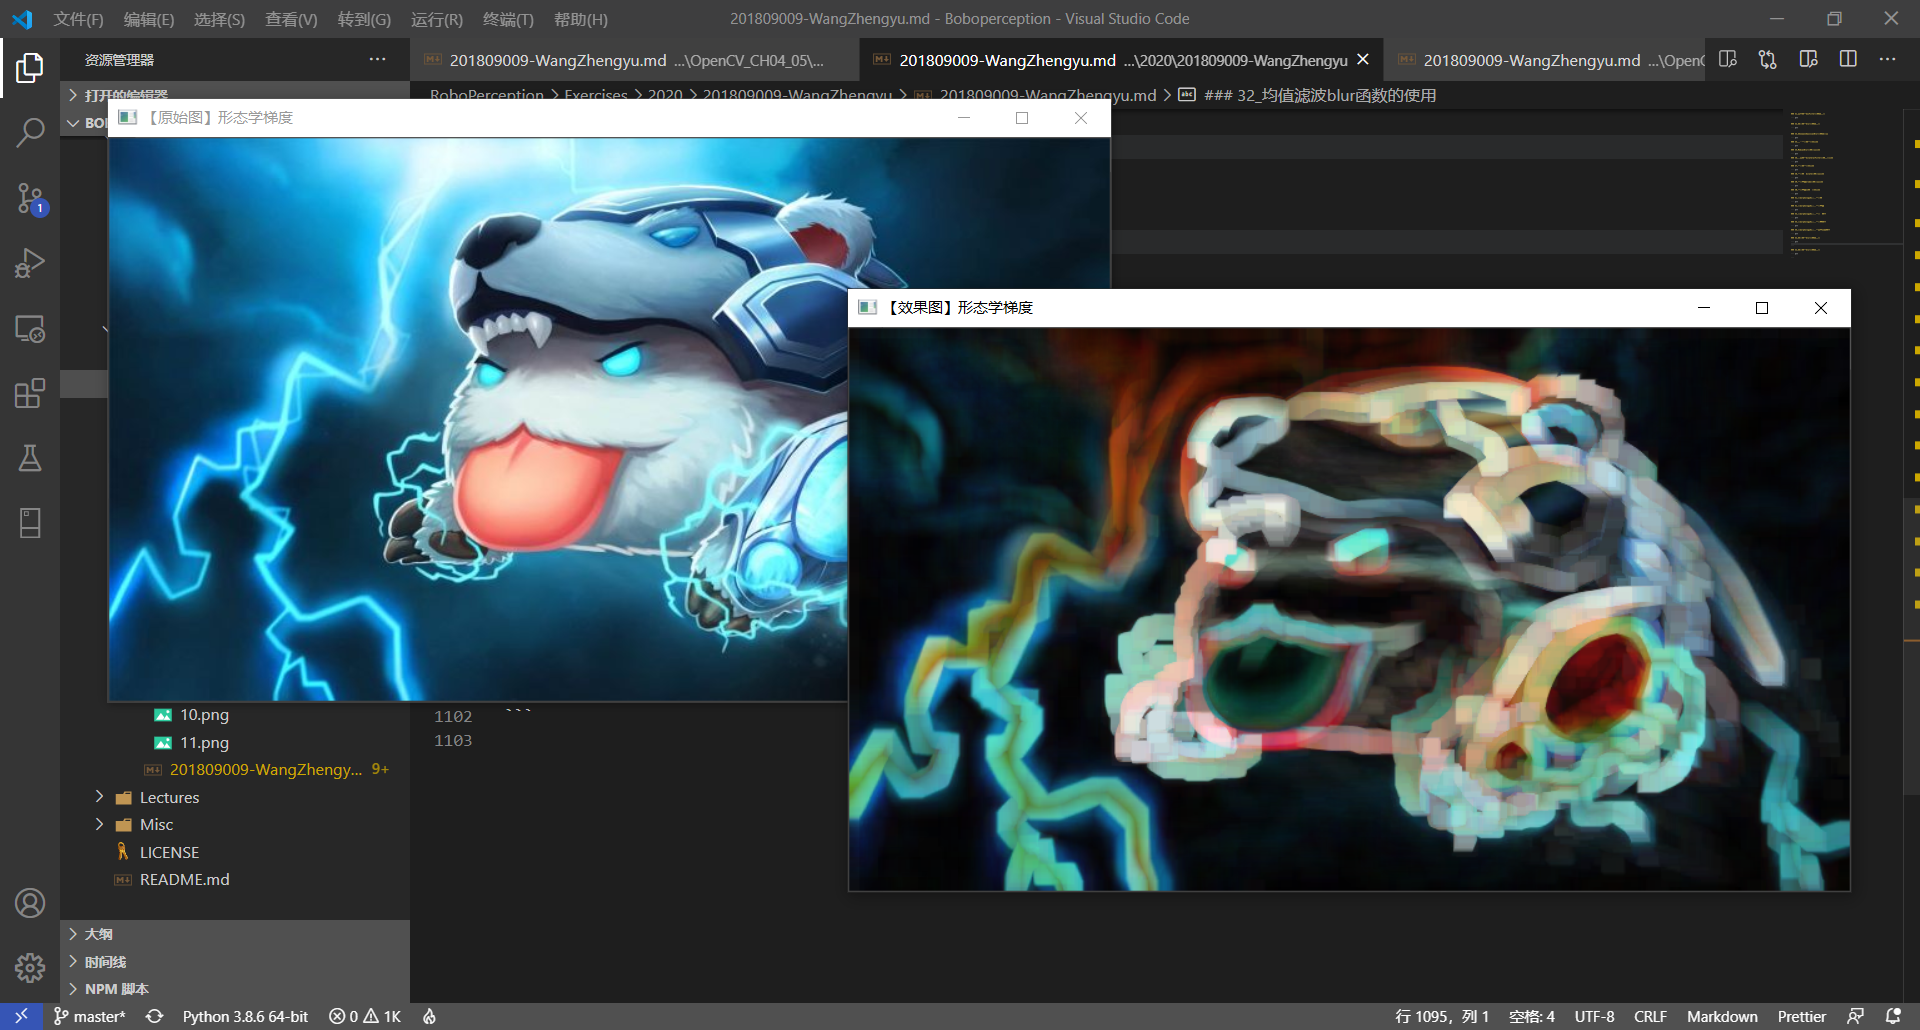 文件(F) 编辑(E) 选择(S) 查看(V) 转到(G) 运行(R) 终端(T) 帮助(H) 201809009-WangZhengyu.md - Boboperception - Visual Studio Code
资源管理器 ···
201809009-WangZhengyu.md ...\OpenCV_CH04_05\...
201809009-WangZhengyu.md ...\2020\201809009-WangZhengyu
201809009-WangZhengyu.md ...\OpenC
打开的编辑器
RoboPerception > Exercises > 2020 > 201809009-WangZhengyu > 201809009-WangZhengyu.md > ### 32_均值滤波blur函数的使用
BO
【原始图】形态学梯度
1
【效果图】形态学梯度
10.png
1102 ```
11.png
1103
201809009-WangZhengy... 9+
Lectures
Misc
LICENSE
README.md
大纲
时间线
NPM 脚本
master* Python 3.8.6 64-bit 0 1K 行 1095，列 1 空格: 4 UTF-8 CRLF Markdown Prettier